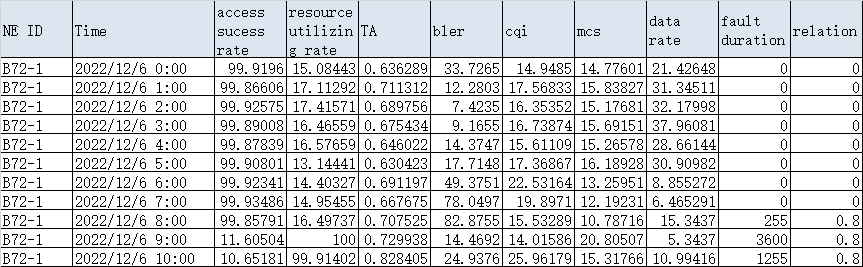 NE ID Time access sucess rate resource utilizing rate TA bler cqi mcs data rate fault duration relation
B72-1 2022/12/6 0:00 99.9196 15.08443 0.636289 33.7265 14.9485 14.77601 21.42648 0 0
B72-1 2022/12/6 1:00 99.86606 17.11292 0.711312 12.2803 17.56833 15.83827 31.34511 0 0
B72-1 2022/12/6 2:00 99.92575 17.41571 0.689756 7.4235 16.35352 15.17681 32.17998 0 0
B72-1 2022/12/6 3:00 99.89008 16.46559 0.675434 9.1655 16.73874 15.69151 37.96081 0 0
B72-1 2022/12/6 4:00 99.87839 16.57659 0.646022 14.3747 15.61109 15.26578 28.66144 0 0
B72-1 2022/12/6 5:00 99.90801 13.14441 0.630423 17.7148 17.36867 16.18928 30.90982 0 0
B72-1 2022/12/6 6:00 99.92341 14.40327 0.691197 49.3751 22.53164 13.25951 8.855272 0 0
B72-1 2022/12/6 7:00 99.93486 14.95455 0.667675 78.0497 19.8971 12.19231 6.465291 0 0
B72-1 2022/12/6 8:00 99.85791 16.49737 0.707525 82.8755 15.53289 10.78716 15.3437 255 0.8
B72-1 2022/12/6 9:00 11.60504 100 0.729938 14.4692 14.01586 20.80507 5.3437 3600 0.8
B72-1 2022/12/6 10:00 10.65181 99.91402 0.828405 24.9376 25.96179 15.31766 10.99416 1255 0.8